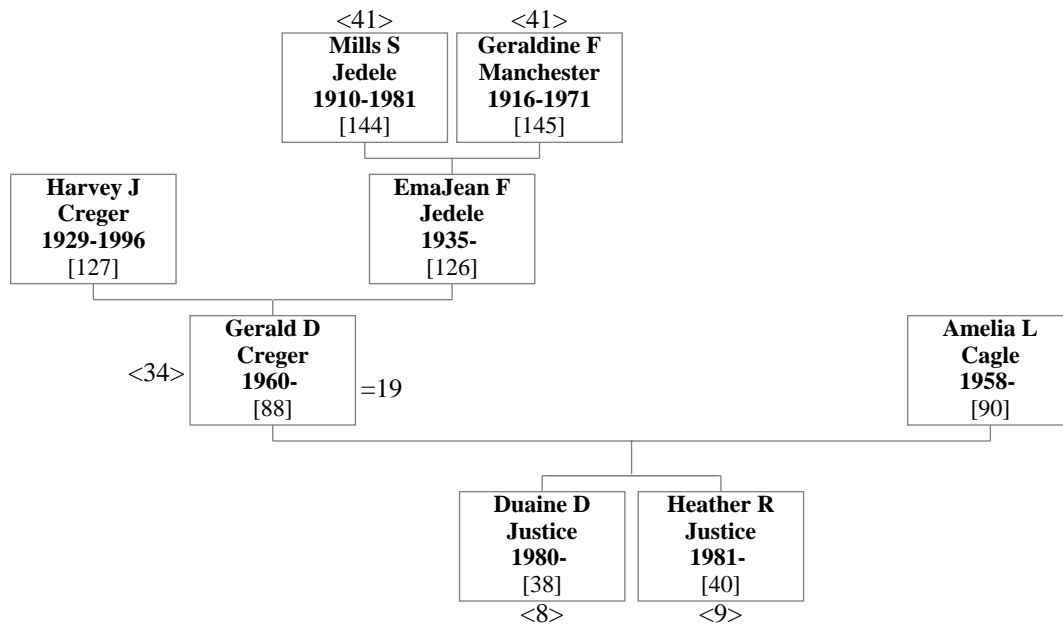 <41>
<41>
Mills S
Jedele
1910-1981
[144]
Geraldine F
Manchester
1916-1971
[145]
Harvey J
Creger
1929-1996
[127]
EmaJean F
Jedele
1935-
[126]
<34>
Gerald D
Creger
1960-
[88]
=19
Amelia L
Cagle
1958-
[90]
Duaine D
Justice
1980-
[38]
<8>
Heather R
Justice
1981-
[40]
<9>